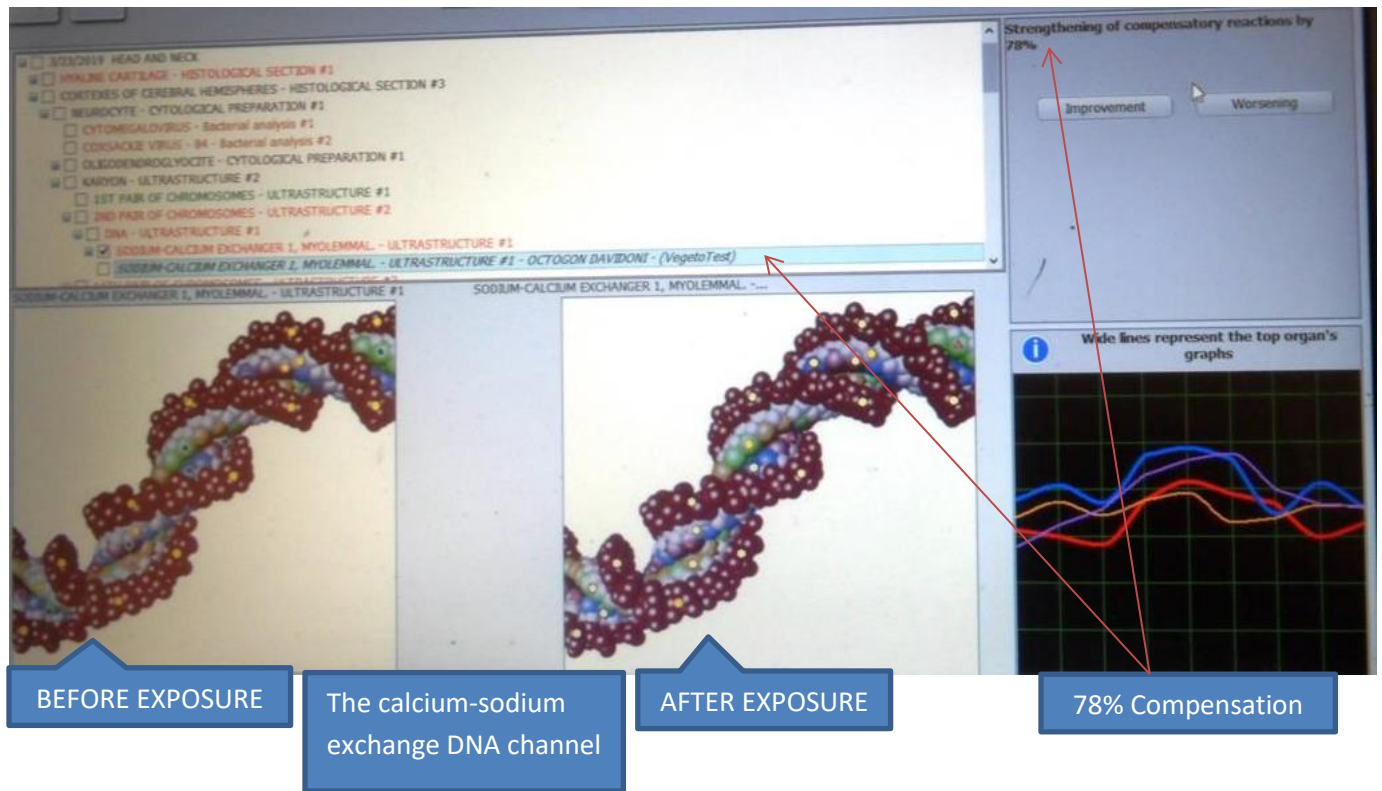 3/23/2019 HEAD AND NECK
HYALINE CARTILAGE - HISTOLOGICAL SECTION #1
CORTEXES OF CEREBRAL HEMISPHERES - HISTOLOGICAL SECTION #3
NEUROCYTE - CYTOLOGICAL PREPARATION #1
CYTOMEGALOVIRUS - Bacterial analysis #1
COXSACKIE VIRUS - B4 - Bacterial analysis #2
OLIGODENDROGLYOCITE - CYTOLOGICAL PREPARATION #1
KARYON - ULTRASTRUCTURE #2
1ST PAIR OF CHROMOSOMES - ULTRASTRUCTURE #1
2ND PAIR OF CHROMOSOMES - ULTRASTRUCTURE #2
DNA - ULTRASTRUCTURE #1
SODIUM-CALCIUM EXCHANGER 1, MYOLEMMAL. - ULTRASTRUCTURE #1
SODIUM-CALCIUM EXCHANGER 1, MYOLEMMAL. - ULTRASTRUCTURE #1 - OCTOGON DAVIDONI - (VegetoTest)
Strengthening of compensatory reactions by
78%
Improvement
Worsening
SODIUM-CALCIUM EXCHANGER 1, MYOLEMMAL. - ULTRASTRUCTURE #1
SODIUM-CALCIUM EXCHANGER 1, MYOLEMMAL. -...
Wide lines represent the top organ's
graphs
BEFORE EXPOSURE
The calcium-sodium
exchange DNA channel
AFTER EXPOSURE
78% Compensation